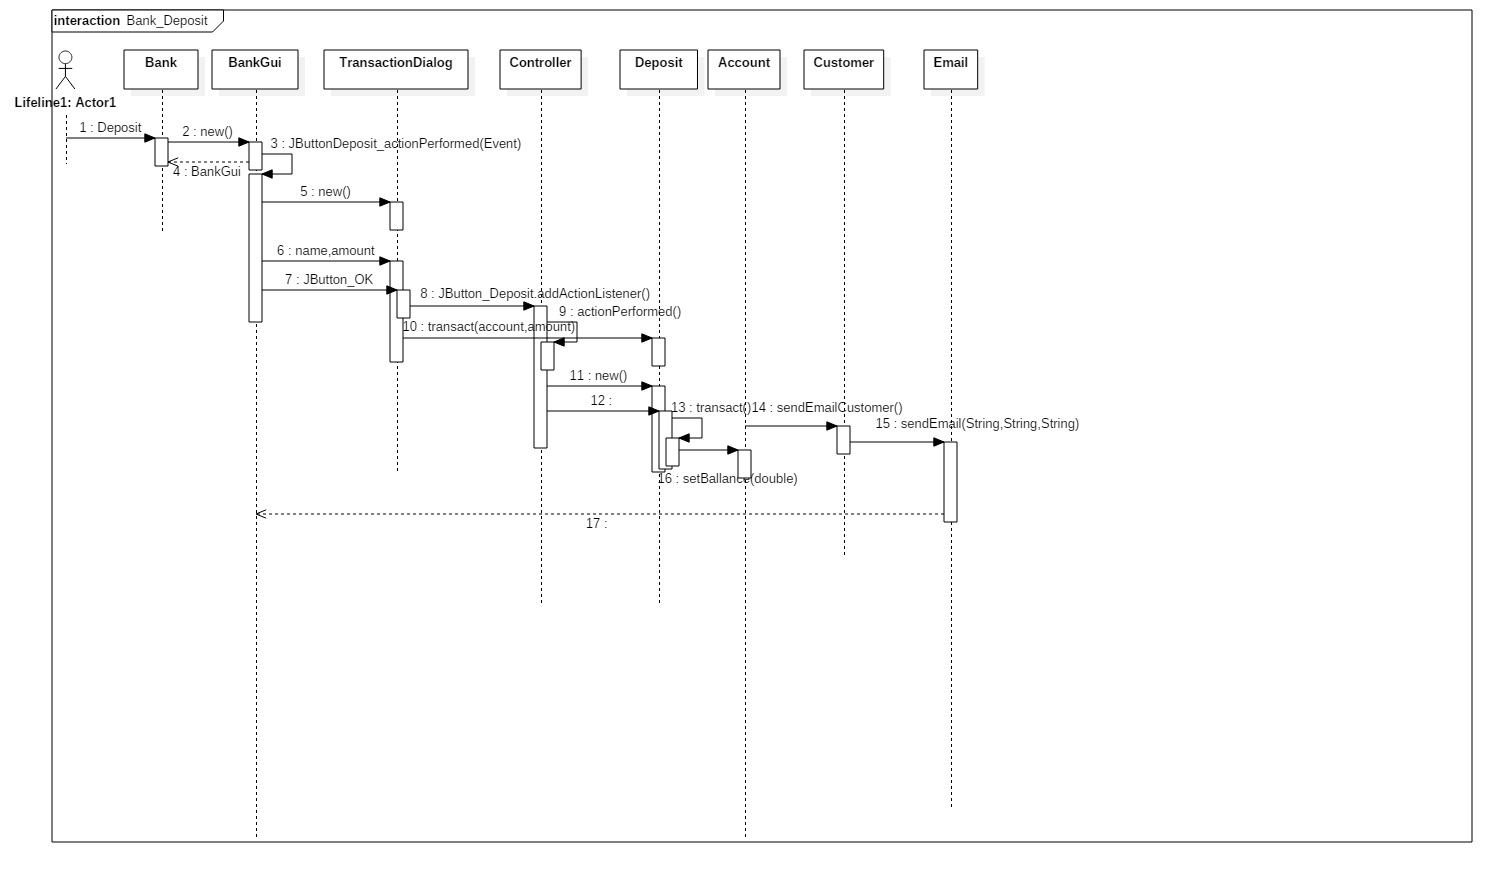 interaction Bank_Deposit
Bank
BankGui
TransactionDialog
Controller
Deposit
Account
Customer
Email
Lifeline1: Actor1
1 : Deposit
2 : new()
3 : JButtonDeposit_actionPerformed(Event)
4 : BankGui
5 : new()
6 : name,amount
7 : JButton_OK
8 : JButton_Deposit.addActionListener()
9 : actionPerformed()
10 : transact(account,amount)
11 : new()
12 :
13 : transact()
14 : sendEmailCustomer()
15 : sendEmail(String,String,String)
16 : setBallance(double)
17 :